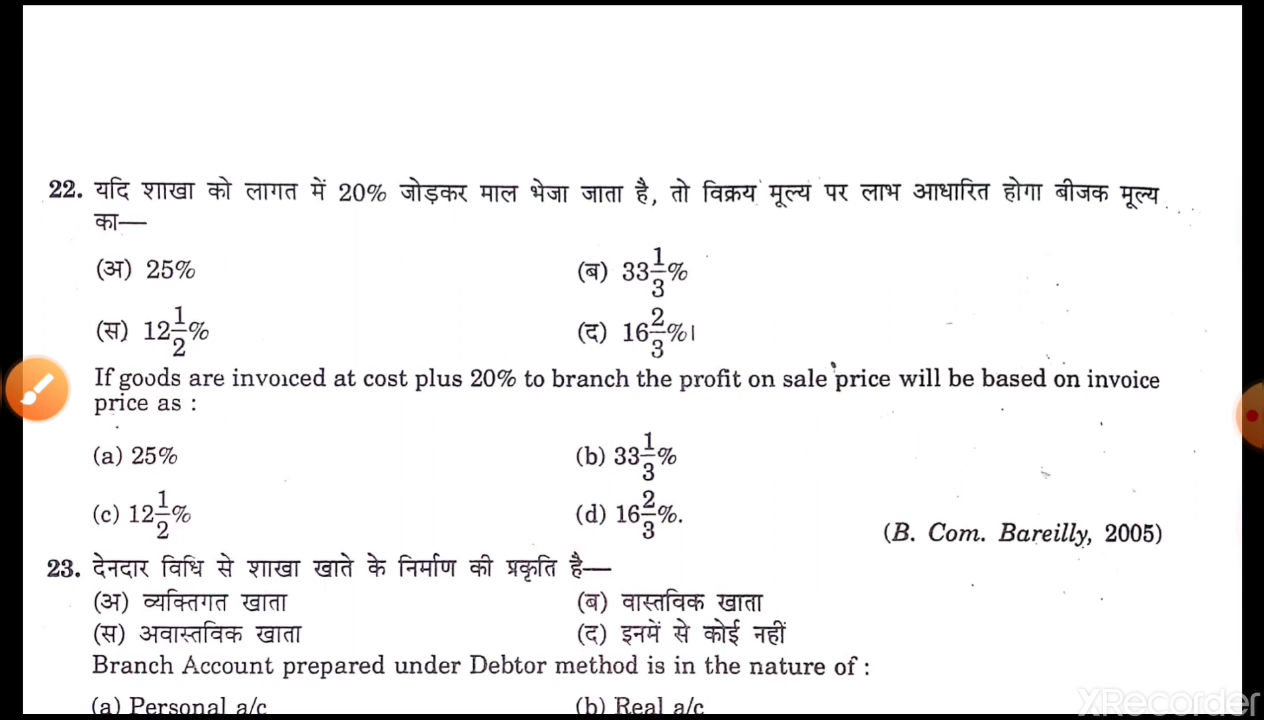 22. यदि शाखा को लागत में 20% जोड़कर माल भेजा जाता है, तो विक्रय मूल्य पर लाभ आधारित होगा बीजक मूल्य
का—
(अ) 25% (ब) 33 1/3%
(स) 12 1/2% (द) 16 2/3%।
If goods are invoiced at cost plus 20% to branch the profit on sale price will be based on invoice
price as :
(a) 25% (b) 33 1/3%
(c) 12 1/2% (d) 16 2/3%.
(B. Com. Bareilly, 2005)
23. देनदार विधि से शाखा खाते के निर्माण की प्रकृति है—
(अ) व्यक्तिगत खाता (ब) वास्तविक खाता
(स) अवास्तविक खाता (द) इनमें से कोई नहीं
Branch Account prepared under Debtor method is in the nature of :
(a) Personal a/c (b) Real a/c
XRecorder